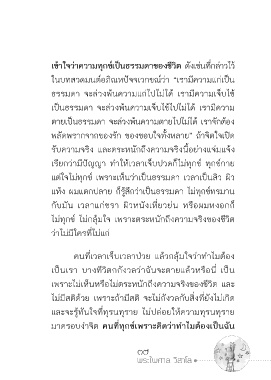 เข้าใจว่าความทุกข์เป็นธรรมดาของชีวิต ดังเช่นที่กล่าวไว้
ในบทสวดมนต์อภิณหปัจจเวกขณ์ว่า “เรามีความแก่เป็น
ธรรมดา จะล่วงพ้นความแก่ไปไม่ได้ เรามีความเจ็บไข้
เป็นธรรมดา จะล่วงพ้นความเจ็บไข้ไปไม่ได้ เรามีความ
ตายเป็นธรรมดา จะล่วงพ้นความตายไปไม่ได้ เราจักต้อง
พลัดพรากจากของรัก ของชอบใจทั้งหลาย” ถ้าจิตใจเปิด
รับความจริง และตระหนักถึงความจริงนี้อย่างแจ่มแจ้ง
เรียกว่ามีปัญญา ทำให้เวลาเจ็บปวดก็ไม่ทุกข์ ทุกข์กาย
แต่ใจไม่ทุกข์ เพราะเห็นว่าเป็นธรรมดา เวลาเป็นสิว ผิว
แห้ง ผมแตกปลาย ก็รู้สึกว่าเป็นธรรมดา ไม่ทุกข์ทรมาน
กับมัน เวลาแก่ชรา ผิวหนังเหี่ยวย่น หรือผมหงอกก็
ไม่ทุกข์ ไม่กลุ้มใจ เพราะตระหนักถึงความจริงของชีวิต
ว่าไม่มีใครที่ไม่แก่
คนที่เวลาเจ็บเวลาป่วย แล้วกลุ้มใจว่าทำไมต้อง
เป็นเรา บางทีวิตกกังวลว่าฉันจะตายแล้วหรือนี่ เป็น
เพราะไม่เห็นหรือไม่ตระหนักถึงความจริงของชีวิต และ
ไม่มีสติด้วย เพราะถ้ามีสติ จะไม่กังวลกับสิ่งที่ยังไม่เกิด
และจะรู้ทันใจที่ทุรนทุราย ไม่ปล่อยให้ความทุรนทุราย
มาครอบงำจิต คนที่ทุกข์เพราะคิดว่าทำไมต้องเป็นฉัน
๑๗
พระไพศาล วิสาโล